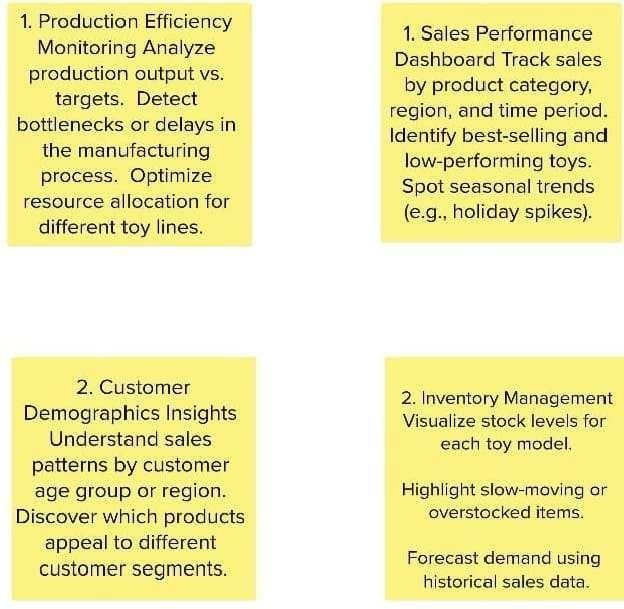 1. Production Efficiency
Monitoring Analyze
production output vs.
targets. Detect
bottlenecks or delays in
the manufacturing
process. Optimize
resource allocation for
different toy lines.
1. Sales Performance
Dashboard Track sales
by product category,
region, and time period.
Identify best-selling and
low-performing toys.
Spot seasonal trends
(e.g., holiday spikes).
2. Customer
Demographics Insights
Understand sales
patterns by customer
age group or region.
Discover which products
appeal to different
customer segments.
2. Inventory Management
Visualize stock levels for
each toy model.
Highlight slow-moving or
overstocked items.
Forecast demand using
historical sales data.